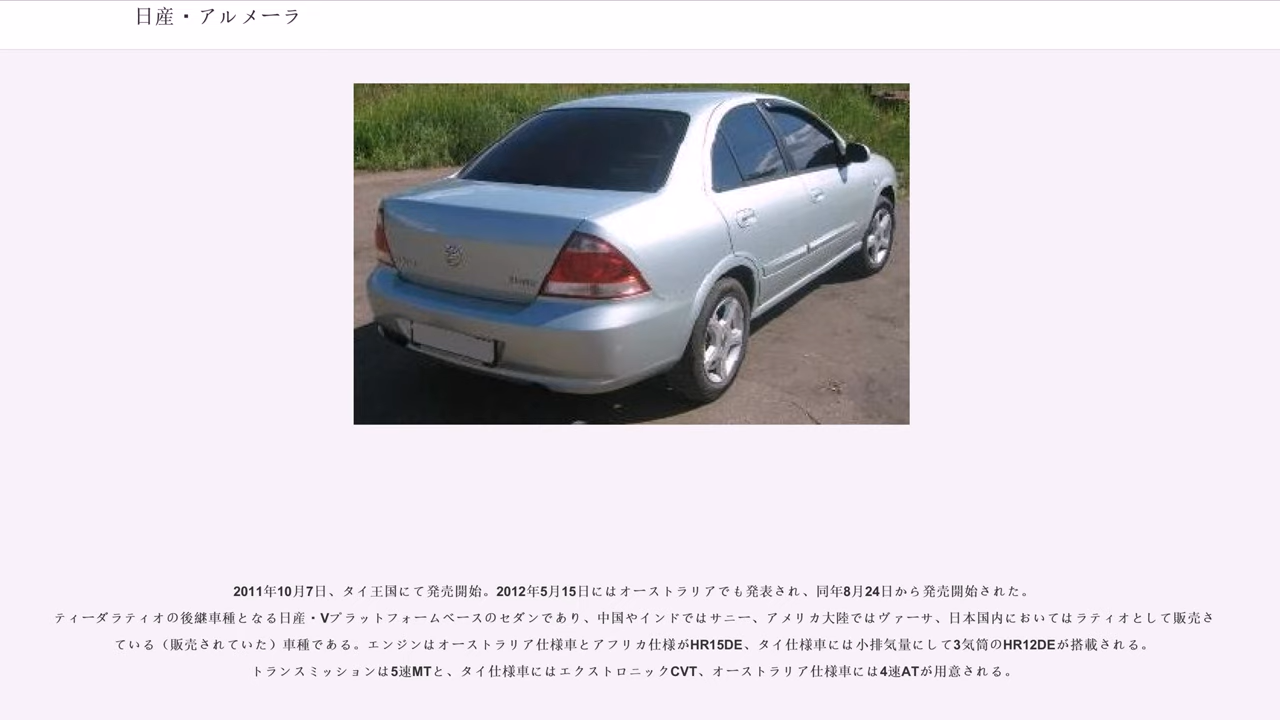 日産・アルメーラ
2011年10月7日、タイ王国にて発売開始。2012年5月15日にはオーストラリアでも発表され、同年8月24日から発売開始された。
ティーダラティオの後継車種となる日産・Vプラットフォームベースのセダンであり、中国やインドではサニー、アメリカ大陸ではヴァーサ、日本国内においてはラティオとして販売さ
ている（販売されていた）車種である。エンジンはオーストラリア仕様車とアフリカ仕様がHR15DE、タイ仕様車には小排気量にして3気筒のHR12DEが搭載される。
トランスミッションは5速MTと、タイ仕様車にはエクストロニックCVT、オーストラリア仕様車には4速ATが用意される。